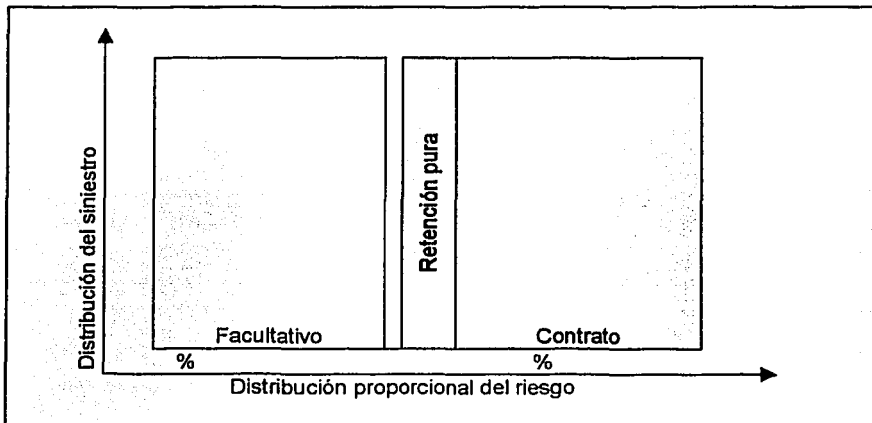 Distribución del siniestro
Retención pura
Facultativo
Contrato
%
%
Distribución proporcional del riesgo